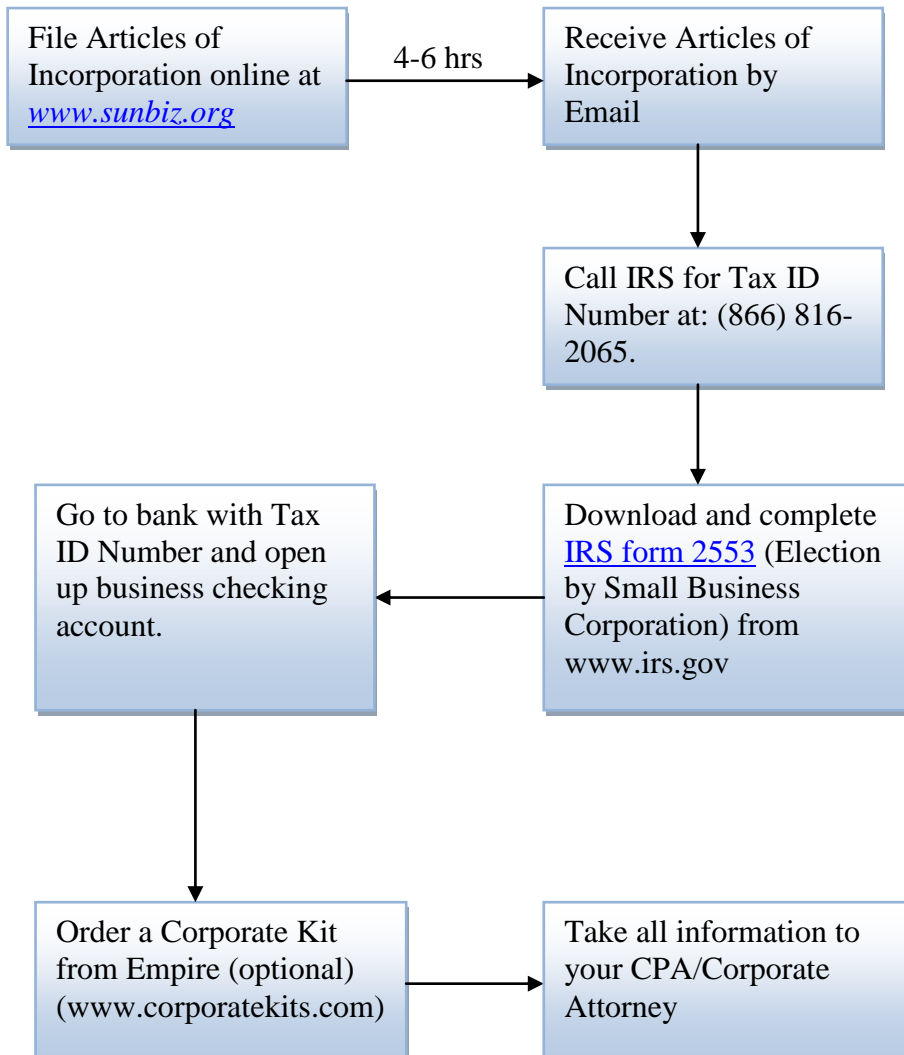 File Articles of
Incorporation online at
www.sunbiz.org
4-6 hrs
Receive Articles of
Incorporation by
Email
Call IRS for Tax ID
Number at: (866) 816-
2065.
Download and complete
IRS form 2553 (Election
by Small Business
Corporation) from
www.irs.gov
Go to bank with Tax
ID Number and open
up business checking
account.
Order a Corporate Kit
from Empire (optional)
(www.corporatekits.com)
Take all information to
your CPA/Corporate
Attorney